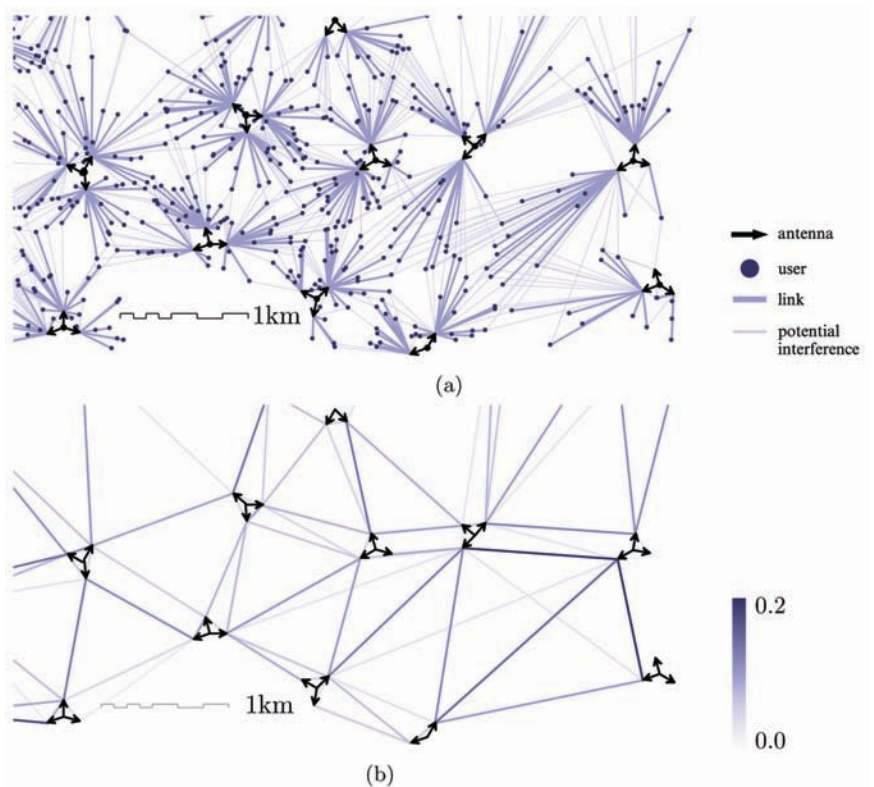 antenna
user
link
potential
interference
1km
(a)
0.2
0.0
1km
(b)